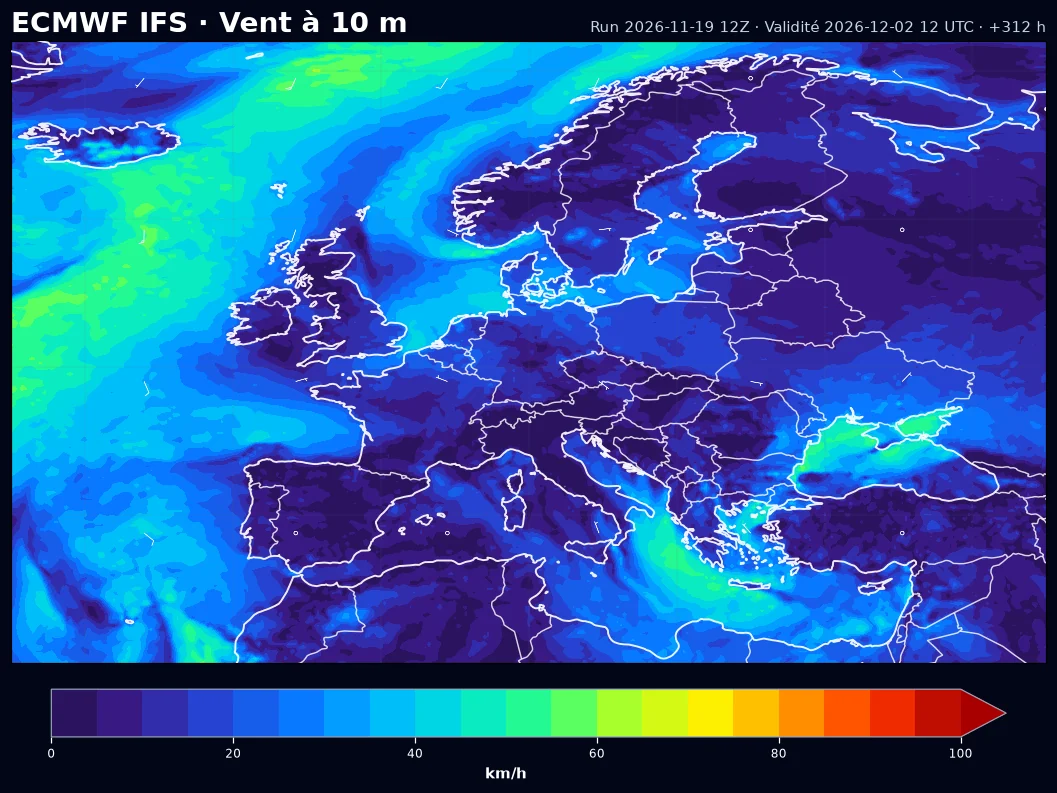 ECMWF IFS · Vent à 10 m
Run 2026-11-19 12Z · Validité 2026-12-02 12 UTC · +312 h
0 20 40 60 80 100
km/h